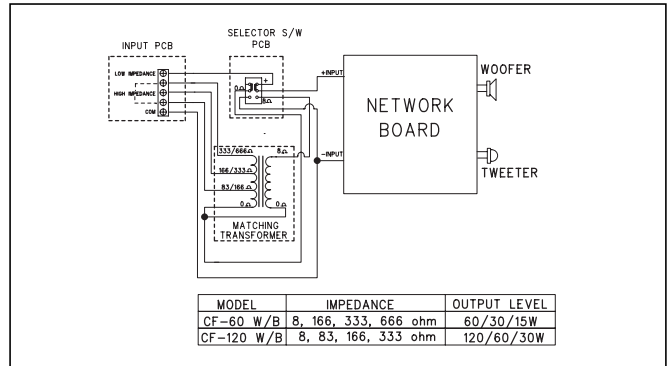 SELECTOR S/W
PCB
INPUT PCB
LOW IMPEDANCE
HIGH IMPEDANCE
COM
+
0Ω
8Ω
+INPUT
-INPUT
NETWORK
BOARD
WOOFER
TWEETER
333/666Ω
8Ω
166/333Ω
83/166Ω
0Ω
0Ω
MATCHING
TRANSFORMER
MODEL IMPEDANCE OUTPUT LEVEL
CF-60 W/B 8, 166, 333, 666 ohm 60/30/15W
CF-120 W/B 8, 83, 166, 333 ohm 120/60/30W